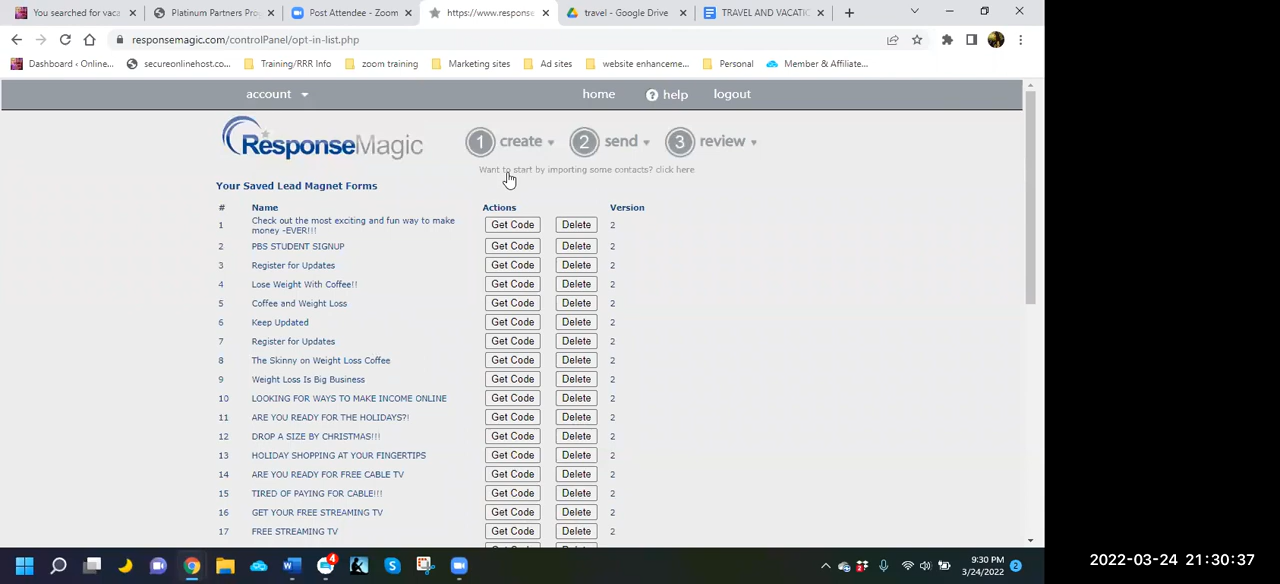 You searched for vaca
Platinum Partners Pro
Post Attendee - Zoom
https://www.response
travel - Google Drive
TRAVEL AND VACATIC
responsemagic.com/controlPanel/opt-in-list.php
Dashboard ‹ Online...
secureonlinehost.co...
Training/RRR Info
zoom training
Marketing sites
Ad sites
website enhanceme...
Personal
Member & Affiliate...
account
home
? help
logout
ResponseMagic
1 create
2 send
3 review
Want to start by importing some contacts? click here
Your Saved Lead Magnet Forms
# Name Actions Version
1 Check out the most exciting and fun way to make Get Code Delete 2
money -EVER!!!
2 PBS STUDENT SIGNUP Get Code Delete 2
3 Register for Updates Get Code Delete 2
4 Lose Weight With Coffee!! Get Code Delete 2
5 Coffee and Weight Loss Get Code Delete 2
6 Keep Updated Get Code Delete 2
7 Register for Updates Get Code Delete 2
8 The Skinny on Weight Loss Coffee Get Code Delete 2
9 Weight Loss Is Big Business Get Code Delete 2
10 LOOKING FOR WAYS TO MAKE INCOME ONLINE Get Code Delete 2
11 ARE YOU READY FOR THE HOLIDAYS?! Get Code Delete 2
12 DROP A SIZE BY CHRISTMAS!!! Get Code Delete 2
13 HOLIDAY SHOPPING AT YOUR FINGERTIPS Get Code Delete 2
14 ARE YOU READY FOR FREE CABLE TV Get Code Delete 2
15 TIRED OF PAYING FOR CABLE!!! Get Code Delete 2
16 GET YOUR FREE STREAMING TV Get Code Delete 2
17 FREE STREAMING TV Get Code Delete 2
4
9:30 PM
3/24/2022
2
2022-03-24 21:30:37